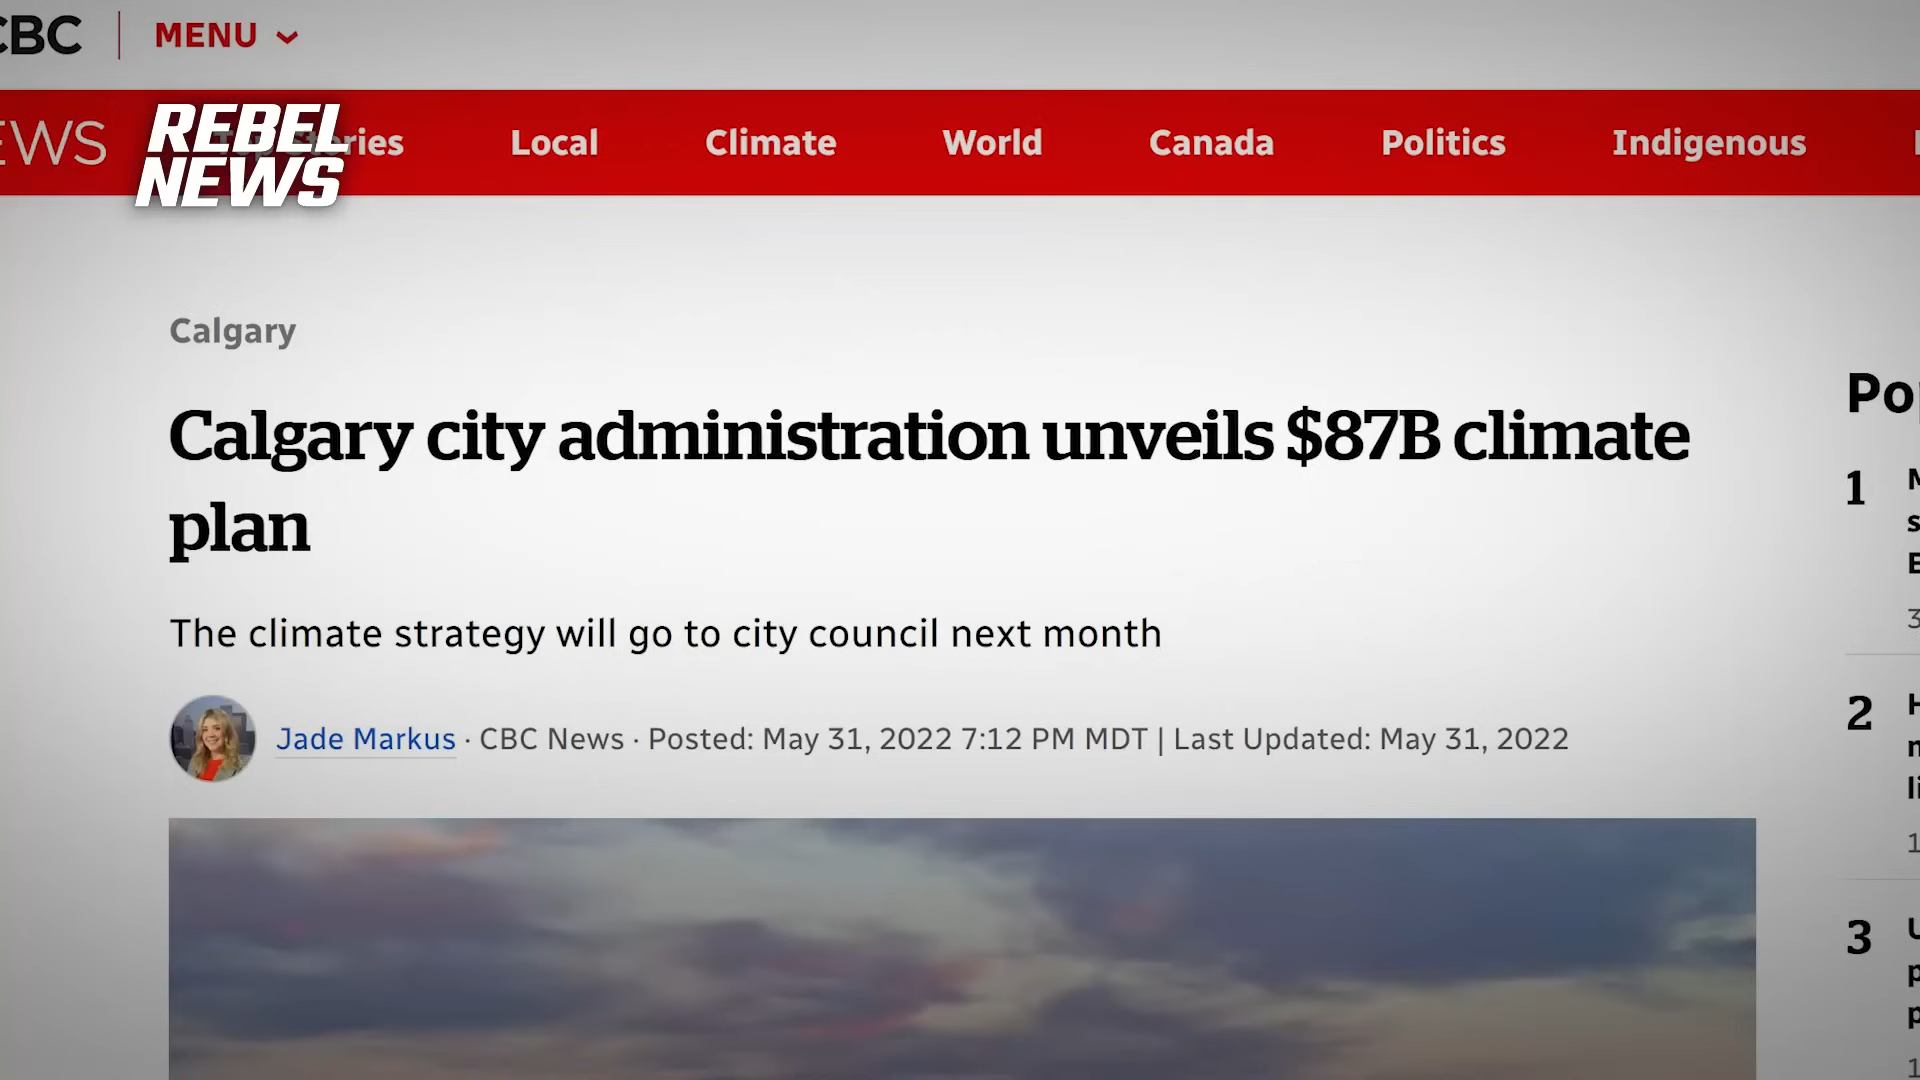 CBC
MENU
EWS
REBEL
NEWS
Local
Climate
World
Canada
Politics
Indigenous
Calgary
Calgary city administration unveils $87B climate
plan
The climate strategy will go to city council next month
Jade Markus · CBC News · Posted: May 31, 2022 7:12 PM MDT | Last Updated: May 31, 2022
1
2
3